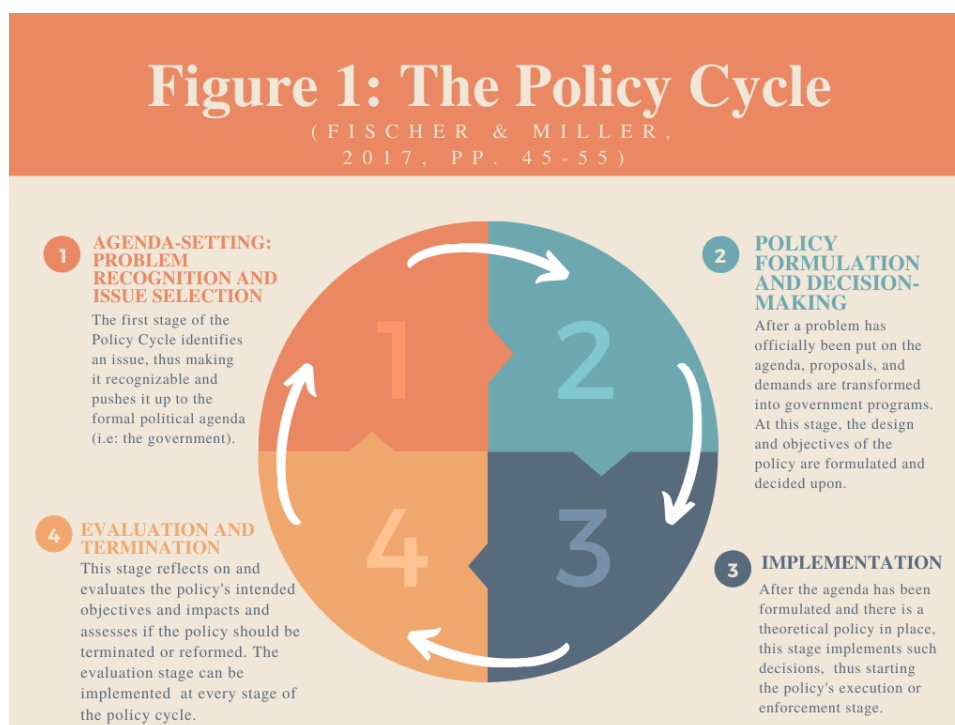 Figure 1: The Policy Cycle
(FISCHER & MILLER,
2017, PP. 45-55)
1
AGENDA-SETTING:
PROBLEM
RECOGNITION AND
ISSUE SELECTION
The first stage of the
Policy Cycle identifies
an issue, thus making
it recognizable and
pushes it up to the
formal political agenda
(i.e: the government).
2
POLICY
FORMULATION
AND DECISION-
MAKING
After a problem has
officially been put on the
agenda, proposals, and
demands are transformed
into government programs.
At this stage, the design
and objectives of the
policy are formulated and
decided upon.
1
2
4
3
4
EVALUATION AND
TERMINATION
This stage reflects on and
evaluates the policy's intended
objectives and impacts and
assesses if the policy should be
terminated or reformed. The
evaluation stage can be
implemented at every stage of
the policy cycle.
3
IMPLEMENTATION
After the agenda has been
formulated and there is a
theoretical policy in place,
this stage implements such
decisions, thus starting
the policy's execution or
enforcement stage.